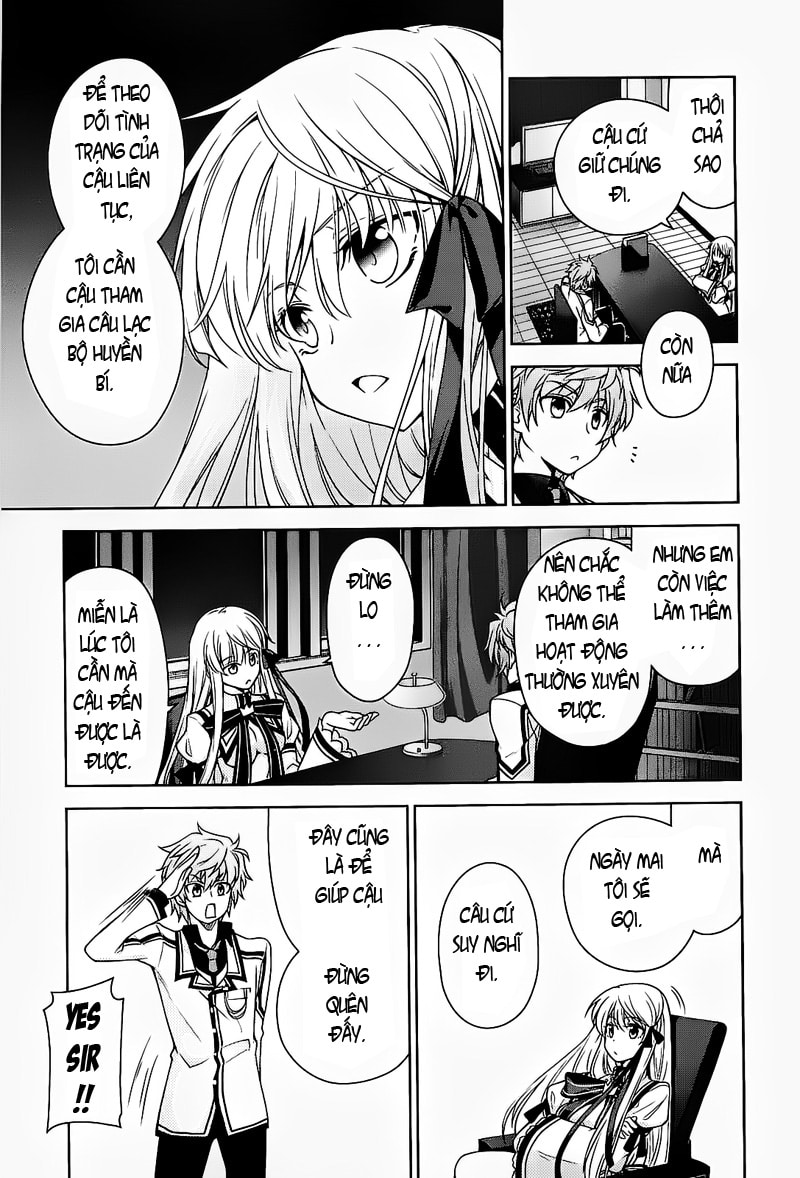 THÔI
CHẢ
SAO
CẬU CỨ
GIỮ CHÚNG
ĐI.
CÒN
NỮA
ĐỂ THEO
DÕI TÌNH
TRẠNG CỦA
CẬU LIÊN
TỤC,
TÔI CẦN
CẬU THAM
GIA CÂU LẠC
BỘ HUYỀN
BÍ.
NHƯNG EM
CÒN VIỆC
LÀM THÊM
. . .
NÊN CHẮC
KHÔNG THỂ
THAM GIA
HOẠT ĐỘNG
THƯỜNG XUYÊN
ĐƯỢC.
ĐỪNG
LO
. . .
MIỄN LÀ
LÚC TÔI
CẦN MÀ
CẬU ĐẾN
ĐƯỢC LÀ
ĐƯỢC.
MÀ
NGÀY MAI
TÔI SẼ
GỌI.
CÂU CỨ
SUY NGHĨ
ĐI.
ĐÂY CŨNG
LÀ ĐỂ
GIÚP CẬU
ĐỪNG
QUÊN
ĐẤY.
YES
SIR
!!